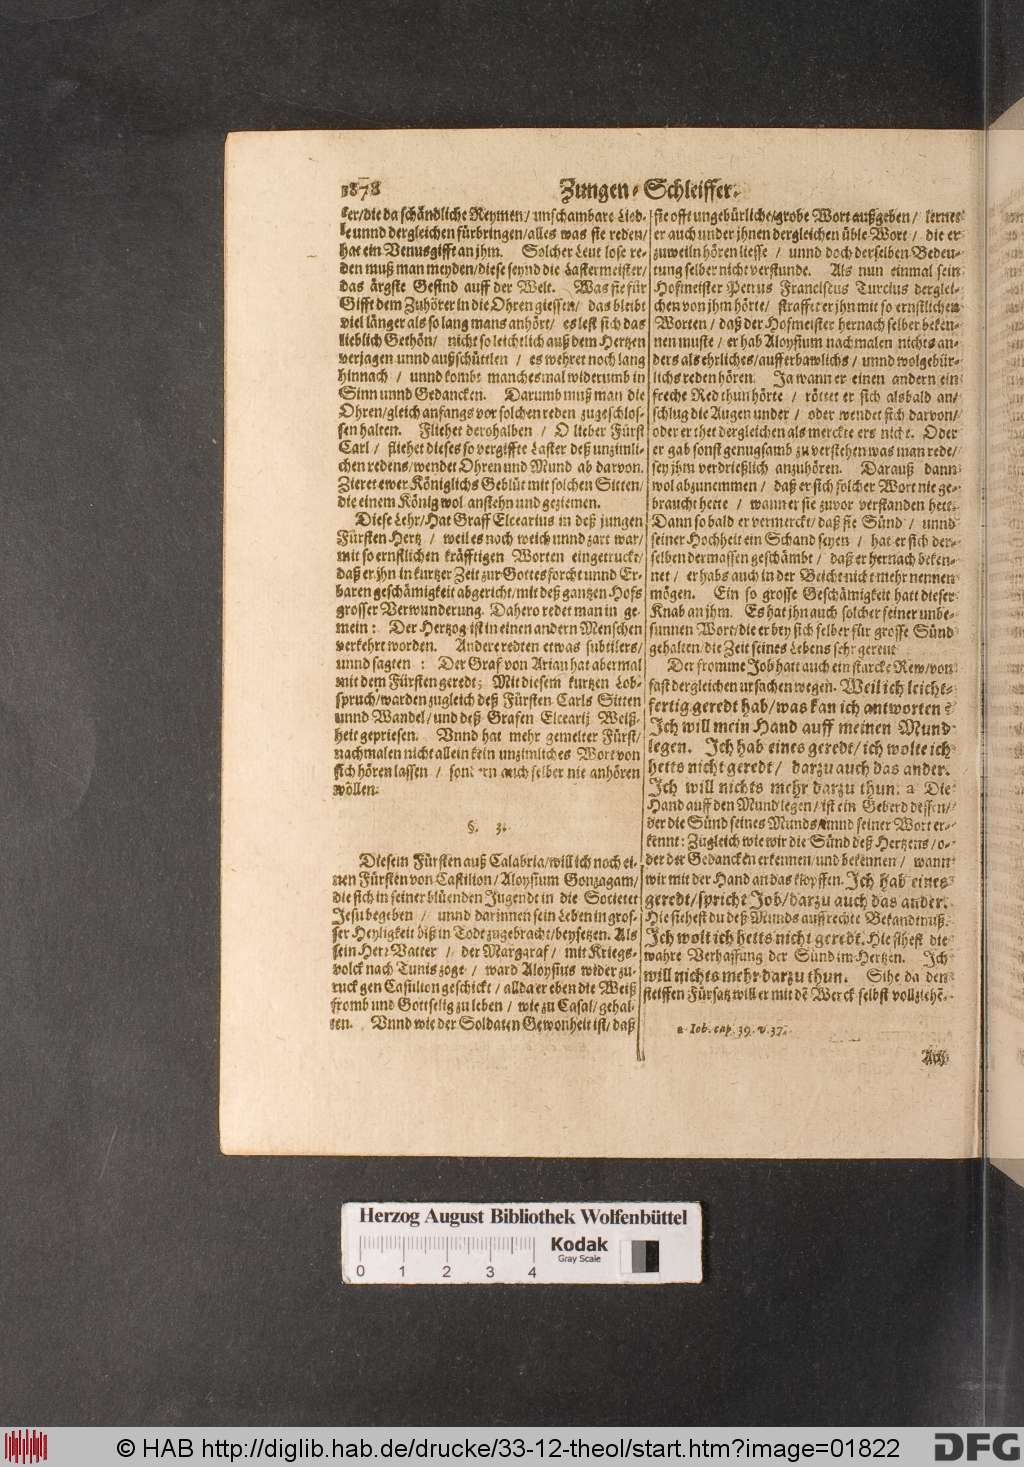 1878
Zungen-Schleiffer.
ler/die da schändliche Reymen/ unschambare Lied-
le unnd dergleichen fürbringen/alles was sie reden/
hat ein Venusgifft an jhm. Solcher Leut lose re-
den muß man meyden/diese seynd die Lastermeister/
das ärgste Gesind auff der Welt. Was sie für
Gifft dem Zuhörer in die Ohren giessen/ das bleibt
viel länger als so lang mans anhört/ es lest sich das
lieblich Gethön/ nicht so leichtlich auß dem Hertzen
verjagen unnd außschüttlen / es wehret noch lang
hinnach / unnd kombt manchesmal widerumb in
Sinn unnd Gedancken. Darumb muß man die
Ohren/gleich anfangs vor solchen reden zugeschlos-
sen halten. Fliehet derohalben / O lieber Fürst
Carl / fliehet dieses so vergiffte Laster deß unzimli-
chen redens/wendet Ohren und Mund ab darvon.
Zieret ewer Königlichs Geblüt mit solchen Sitten/
die einem König wol anstehn und geziemen.
Diese Lehr/Hat Graff Elcearius in deß jungen
Fürsten Hertz / weil es noch weich unnd zart war/
mit so ernstlichen kräfftigen Worten eingetruckt/
daß er jhn in kurtzer Zeit zur Gottesforcht unnd Er-
baren geschämigkeit abgericht/mit deß gantzen Hofs
grosser Verwunderung. Dahero redet man in ge-
mein: Der Hertzog ist in einen andern Menschen
verkehrt worden. Andere redten etwas subtilers/
unnd sagten : Der Graf von Arian hat abermal
mit dem Fürsten geredt; Mit diesem kurtzen Lob-
spruch/warden zugleich deß Fürsten Carls Sitten
unnd Wandel/und deß Grafen Elcearij Weiß-
heit gepriesen. Unnd hat mehr gemelter Fürst/
nachmalen nicht allein kein unzimliches Wort von
sich hören lassen / sondern auch selber nie anhören
wöllen.
§. 3.
Diesem Fürsten auß Calabria/will ich noch ei-
nen Fürsten von Castilion/Aloysium Gonzagam/
die sich in seiner blüenden Jugendt in die Societet
Jesu begeben / unnd darinnen sein Leben in gros-
ser Heyligkeit biß in Todt zugebracht/beysetzen. Als
sein Herr Vatter / der Marggraf/ mit Kriegs-
volck nach Tunis zoge / ward Aloysius wider zu-
ruck gen Castilion geschickt/allda er eben die Weiß
fromb und Gottselig zu leben / wie zu Casal/gehal-
ten. Unnd wie der Soldaten Gewonheit ist/daß
sie offt ungebürliche/grobe Wort außgeben / lernet
er auch under jhnen dergleichen üble Wort / die er
zuweiln hören liesse / unnd doch derselben Bedeu-
tung selber nicht verstunde. Als nun einmal sein
Hofmeister Petrus Franciscus Turcius derglei-
chen von jhm hörte/ straffet er jhn mit so ernstlichen
Worten / daß der Hofmeister hernach selber beken-
nen muste / er hab Aloysium nachmalen nichts an-
ders als ehrliches/aufferbawlichs / unnd wolgebür-
lichs reden hören. Ja wann er einen andern ein
freche Red thun hörte / rötzet er sich alsbald an/
schlug die Augen under / oder wendet sich darvon/
oder er thet dergleichen als merckte ers nicht. Oder
er gab sonst genugsamb zu verstehen was man rede/
sey jhm verdrießlich anzuhören. Darauß dann
wol abzunemmen / daß er sich solcher Wort nie ge-
braucht hette / wann er sie zuvor verstanden hett.
Dann so bald er vermerckt/daß sie Sünd / unnd
seiner Hochheit ein Schand seyen / hat er sich der-
selben dermassen geschämbt / daß er hernach beken-
net / er habs auch in der Beicht nicht mehr nennen
mögen. Ein so grosse Geschämigkeit hatt dieser
Knab an jhm. Es hat jhn auch solcher seiner unbe-
sunnen Wort/die er bey sich selber für grosse Sünd
gehalten/die Zeit seines Lebens sehr gerent
Der fromme Job hatt auch ein starcke Rew/von
fast dergleichen ursachen wegen. Weil ich leicht-
fertig geredt hab/was kan ich antworten?
Ich will mein Hand auff meinen Mund
legen. Ich hab eines geredt/ich wolte ich
hetts nicht geredt/ darzu auch das ander.
Ich will nichts mehr darzu thun. a Die
Hand auff den Mund legen/ist ein Geberd dessen/
der die Sünd seines Munds unnd seiner Wort er-
kennt: Zugleich wie wir die Sünd deß Hertzens/o-
der der Gedancken erkennen/und bekennen / wann
wir mit der Hand an das klopffen. Ich hab eines
geredt/spricht Job/darzu auch das ander.
Hie siehest du deß Munds auffrechte Bekandtnuß.
Ich wolt ich hetts nicht geredt. Hie sihest die
wahre Verhassung der Sünd im Hertzen. Ich
will nichts mehr darzu thun. Sihe da den
steiffen Fürsatz will er mit dē Werck selbst vollziehē.
a Iob. cap. 39. v. 37.
Ach
Herzog August Bibliothek Wolfenbüttel
Kodak
Gray Scale
0 1 2 3 4
© HAB http://diglib.hab.de/drucke/33-12-theol/start.htm?image=01822
DFG